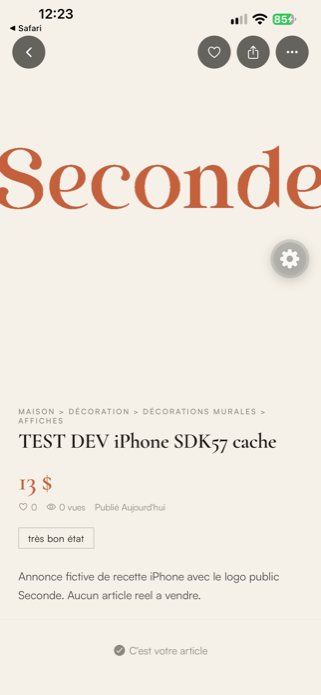 12:23
85
◀ Safari
Seconde
MAISON > DÉCORATION > DÉCORATIONS MURALES >
AFFICHES
TEST DEV iPhone SDK57 cache
13 $
0 0 vues Publié Aujourd'hui
très bon état
Annonce fictive de recette iPhone avec le logo public
Seconde. Aucun article reel a vendre.
C'est votre article